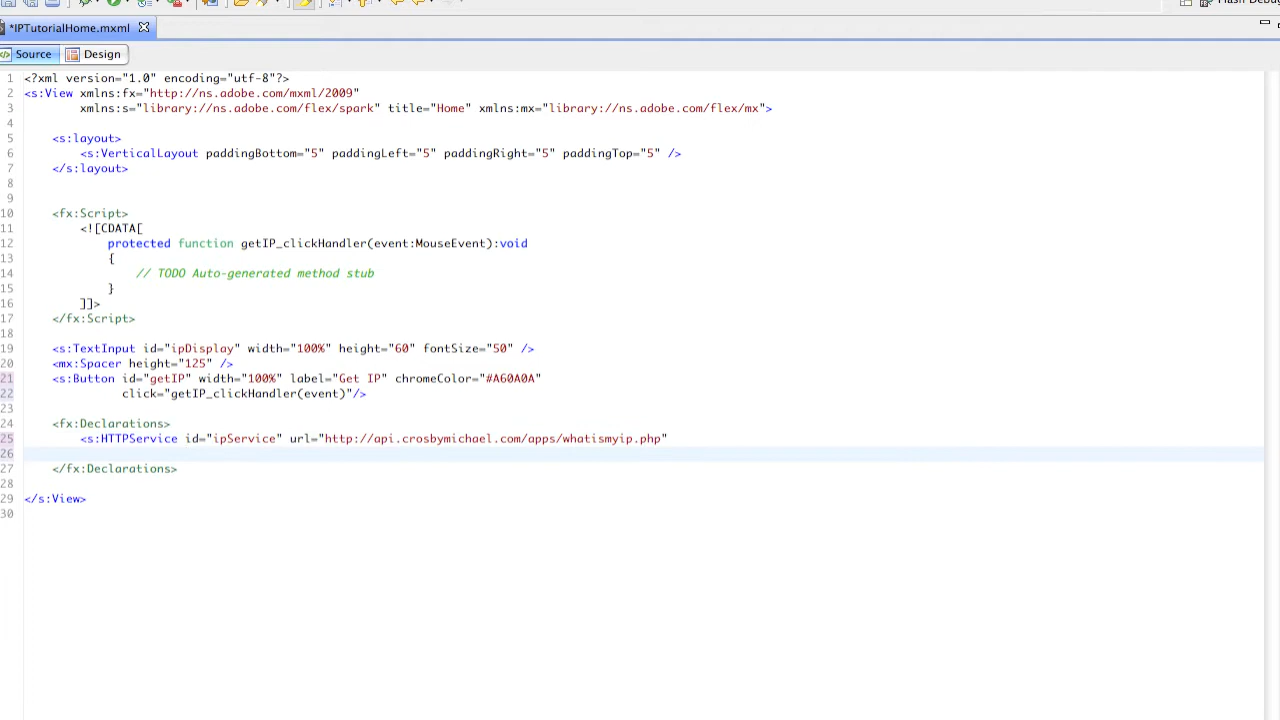 *IPTutorialHome.mxml
Source Design
1 <?xml version="1.0" encoding="utf-8"?>
2 <s:View xmlns:fx="http://ns.adobe.com/mxml/2009"
3 xmlns:s="library://ns.adobe.com/flex/spark" title="Home" xmlns:mx="library://ns.adobe.com/flex/mx">
4
5 <s:layout>
6 <s:VerticalLayout paddingBottom="5" paddingLeft="5" paddingRight="5" paddingTop="5" />
7 </s:layout>
8
9
10 <fx:Script>
11 <![CDATA[
12 protected function getIP_clickHandler(event:MouseEvent):void
13 {
14 // TODO Auto-generated method stub
15 }
16 ]]>
17 </fx:Script>
18
19 <s:TextInput id="ipDisplay" width="100%" height="60" fontSize="50" />
20 <mx:Spacer height="125" />
21 <s:Button id="getIP" width="100%" label="Get IP" chromeColor="#A60A0A"
22 click="getIP_clickHandler(event)"/>
23
24 <fx:Declarations>
25 <s:HTTPService id="ipService" url="http://api.crosbymichael.com/apps/whatismyip.php"
26
27 </fx:Declarations>
28
29 </s:View>
30